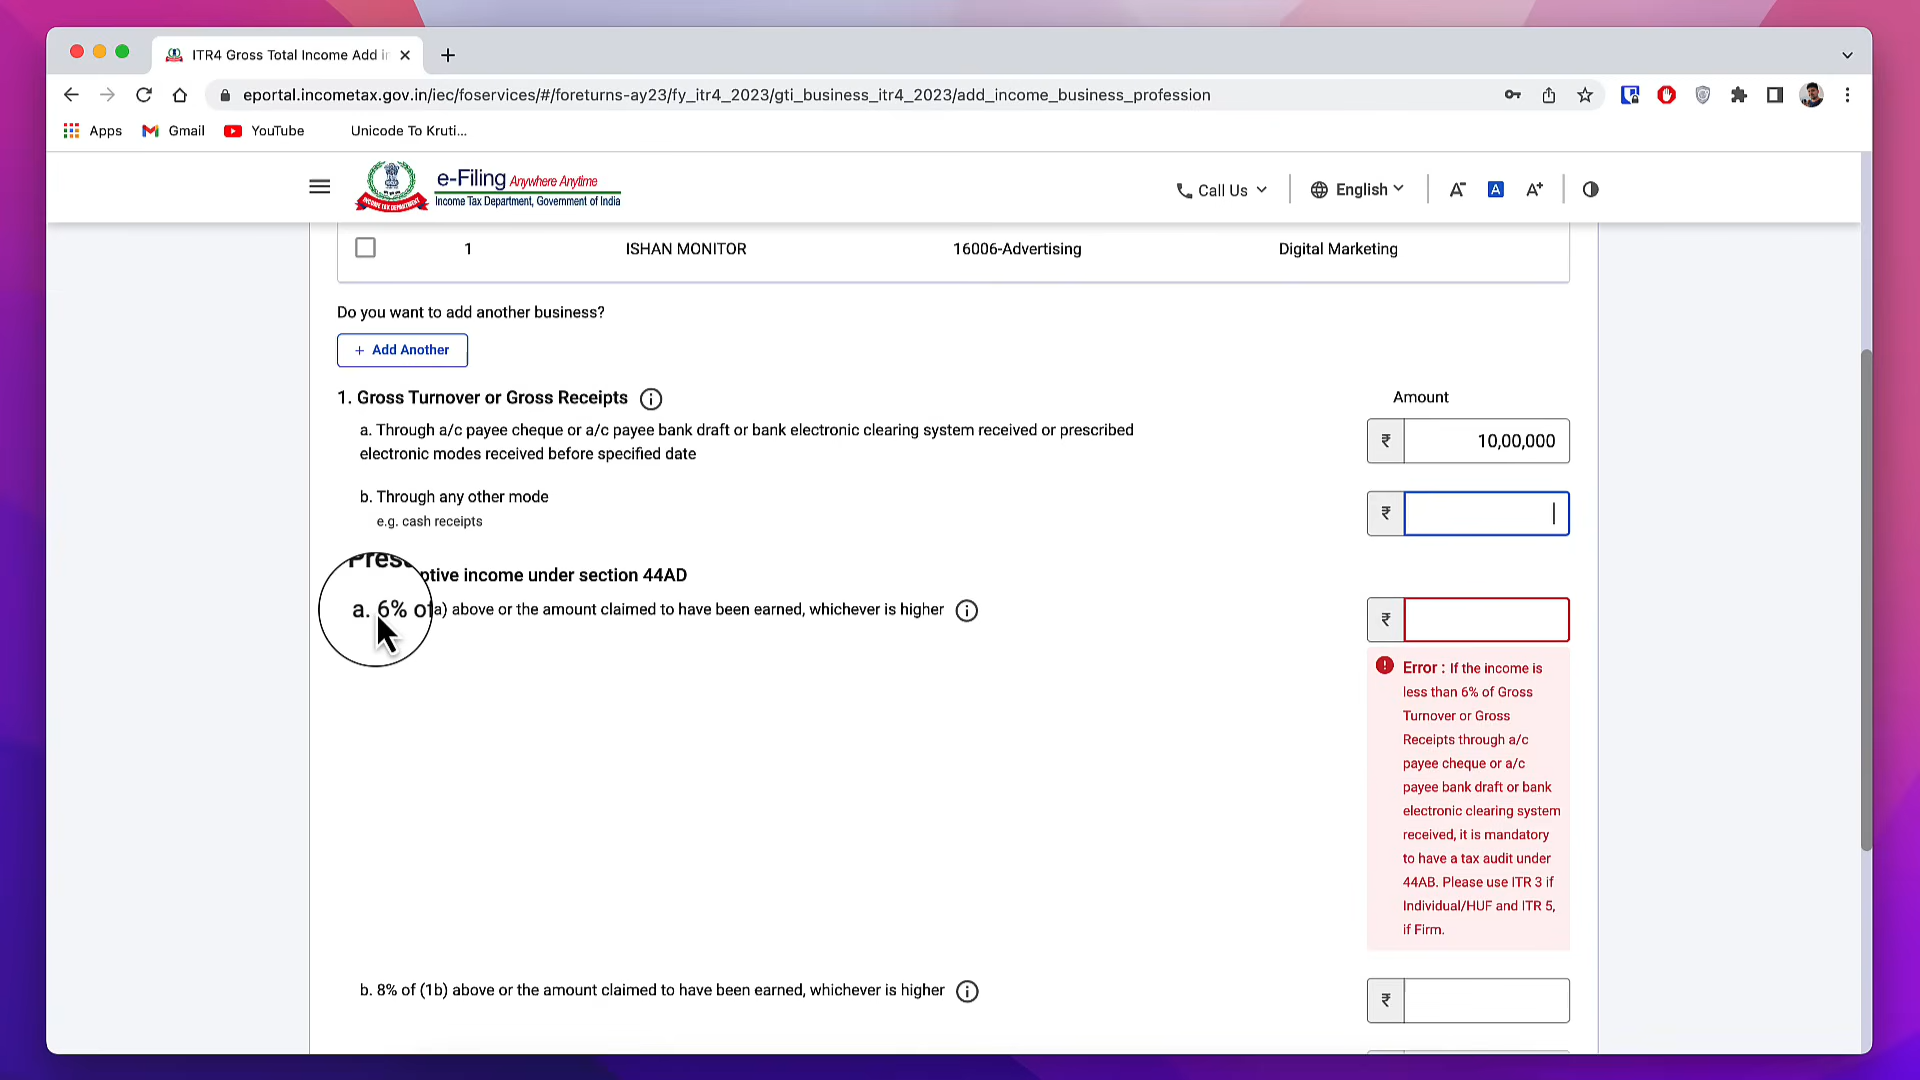 ITR4 Gross Total Income Add i
eportal.incometax.gov.in/iec/foservices/#/foreturns-ay23/fy_itr4_2023/gti_business_itr4_2023/add_income_business_profession
Apps Gmail YouTube Unicode To Kruti...
e-Filing Anywhere Anytime
Income Tax Department, Government of India
INCOME TAX DEPARTMENT
Call Us English A- A A+
1 ISHAN MONITOR 16006-Advertising Digital Marketing
Do you want to add another business?
+ Add Another
1. Gross Turnover or Gross Receipts Amount
a. Through a/c payee cheque or a/c payee bank draft or bank electronic clearing system received or prescribed
electronic modes received before specified date
₹ 10,00,000
b. Through any other mode
e.g. cash receipts
₹
Pres ptive income under section 44AD
a. 6% of a) above or the amount claimed to have been earned, whichever is higher
₹
Error : If the income is
less than 6% of Gross
Turnover or Gross
Receipts through a/c
payee cheque or a/c
payee bank draft or bank
electronic clearing system
received, it is mandatory
to have a tax audit under
44AB. Please use ITR 3 if
Individual/HUF and ITR 5,
if Firm.
b. 8% of (1b) above or the amount claimed to have been earned, whichever is higher
₹